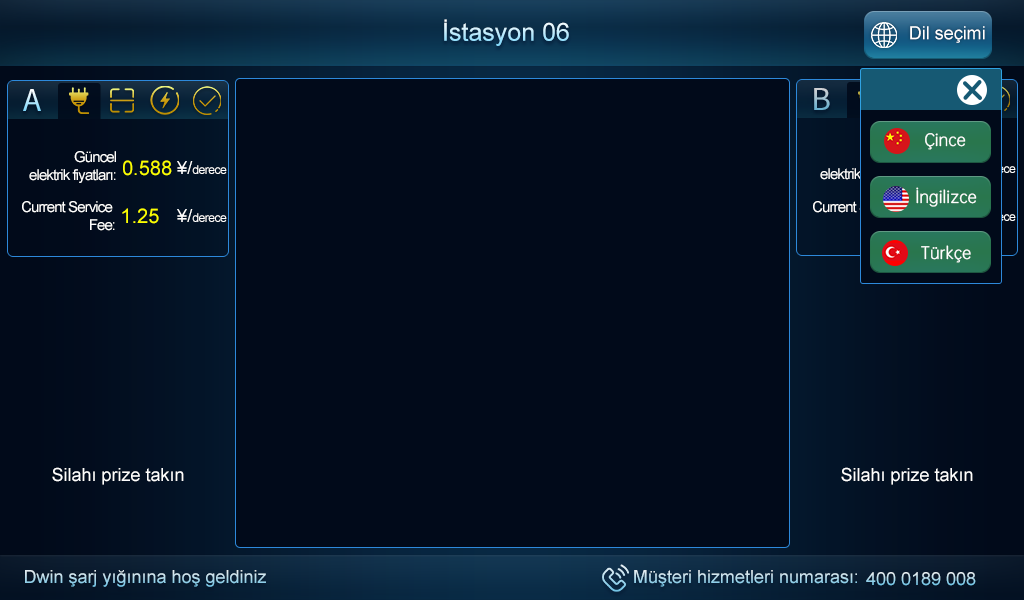 İstasyon 06
Dil seçimi
A
Güncel
elektrik fiyatları: 0.588 ¥/derece
Current Service
Fee: 1.25 ¥/derece
Silahı prize takın
B
elektrik
Current
ece
ece
Çince
İngilizce
Türkçe
Silahı prize takın
Dwin şarj yığınına hoş geldiniz
Müşteri hizmetleri numarası: 400 0189 008